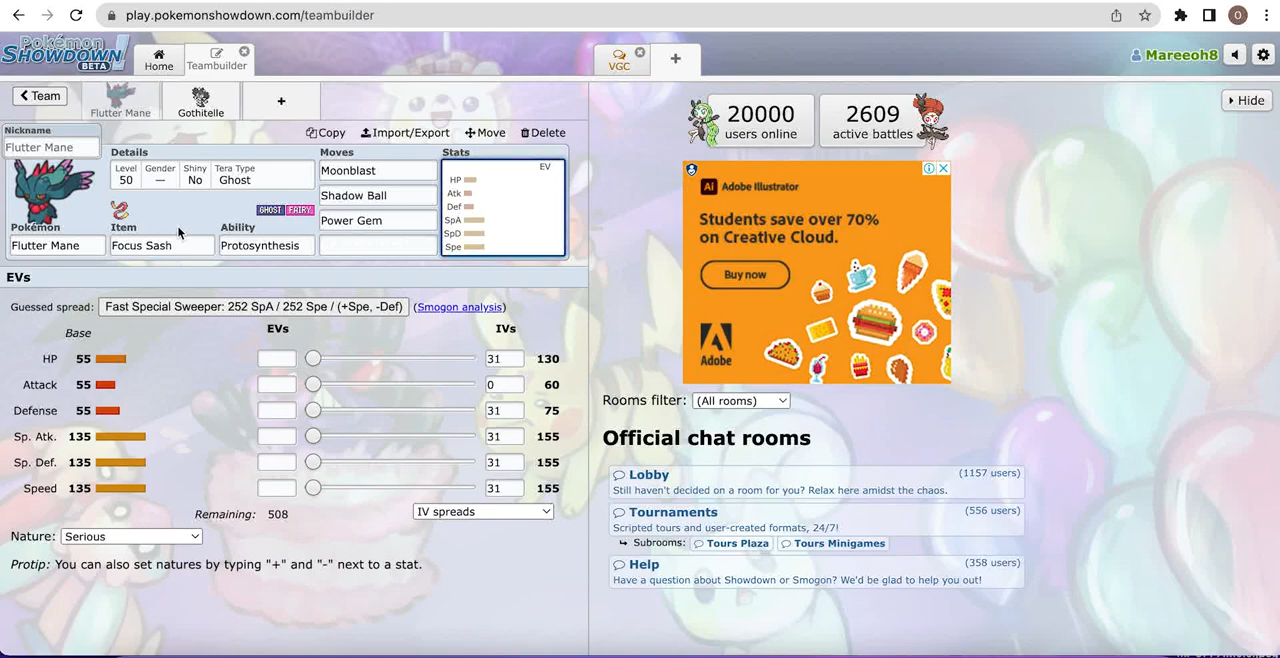 play.pokemonshowdown.com/teambuilder
O
Pokémon
SHOWDOWN!
BETA
Home
Teambuilder
VGC
+
Mareeoh8
Team
Flutter Mane
Gothitelle
+
Hide
Nickname
Flutter Mane
Copy
Import/Export
Move
Delete
Details
Level
50
Gender
—
Shiny
No
Tera Type
Ghost
GHOST FAIRY
Pokémon
Flutter Mane
Item
Focus Sash
Ability
Protosynthesis
Moves
Moonblast
Shadow Ball
Power Gem
Stats
EV
HP
Atk
Def
SpA
SpD
Spe
EVs
Guessed spread: Fast Special Sweeper: 252 SpA / 252 Spe / (+Spe, -Def) (Smogon analysis)
Base EVs IVs
HP 55 31 130
Attack 55 0 60
Defense 55 31 75
Sp. Atk. 135 31 155
Sp. Def. 135 31 155
Speed 135 31 155
Remaining: 508
IV spreads
Nature: Serious
Protip: You can also set natures by typing "+" and "-" next to a stat.
20000
users online
2609
active battles
Ai Adobe Illustrator
Students save over 70%
on Creative Cloud.
Buy now
Adobe
Rooms filter: (All rooms)
Official chat rooms
Lobby (1157 users)
Still haven't decided on a room for you? Relax here amidst the chaos.
Tournaments (556 users)
Scripted tours and user-created formats, 24/7!
Subrooms: Tours Plaza Tours Minigames
Help (358 users)
Have a question about Showdown or Smogon? We'd be glad to help you out!